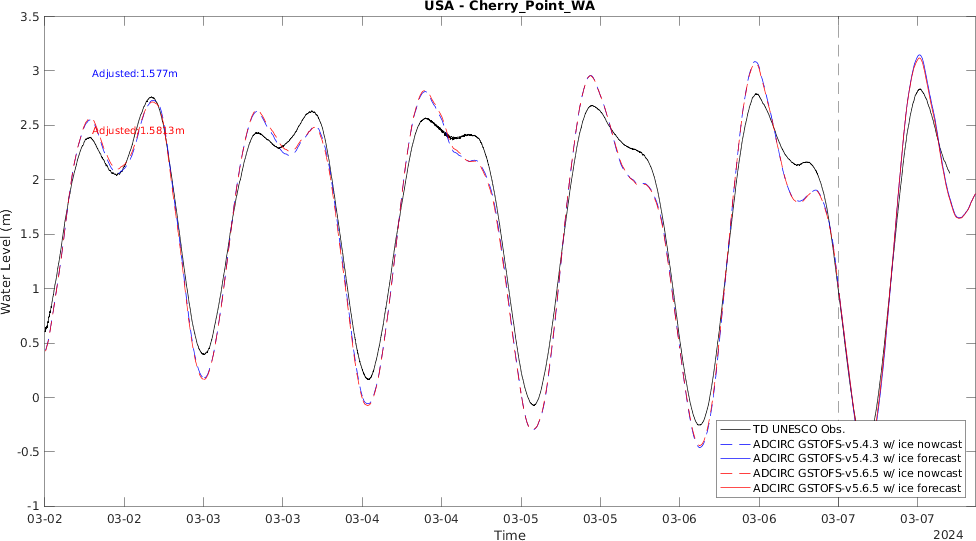 USA - Cherry_Point_WA
3.5
3
2.5
2
1.5
1
0.5
0
-0.5
-1
Water Level (m)
Adjusted:1.577m
Adjusted:1.5813m
TD UNESCO Obs.
ADCIRC GSTOFS-v5.4.3 w/ ice nowcast
ADCIRC GSTOFS-v5.4.3 w/ ice forecast
ADCIRC GSTOFS-v5.6.5 w/ ice nowcast
ADCIRC GSTOFS-v5.6.5 w/ ice forecast
03-02 03-02 03-03 03-03 03-04 03-04 03-05 03-05 03-06 03-06 03-07 03-07
Time
2024